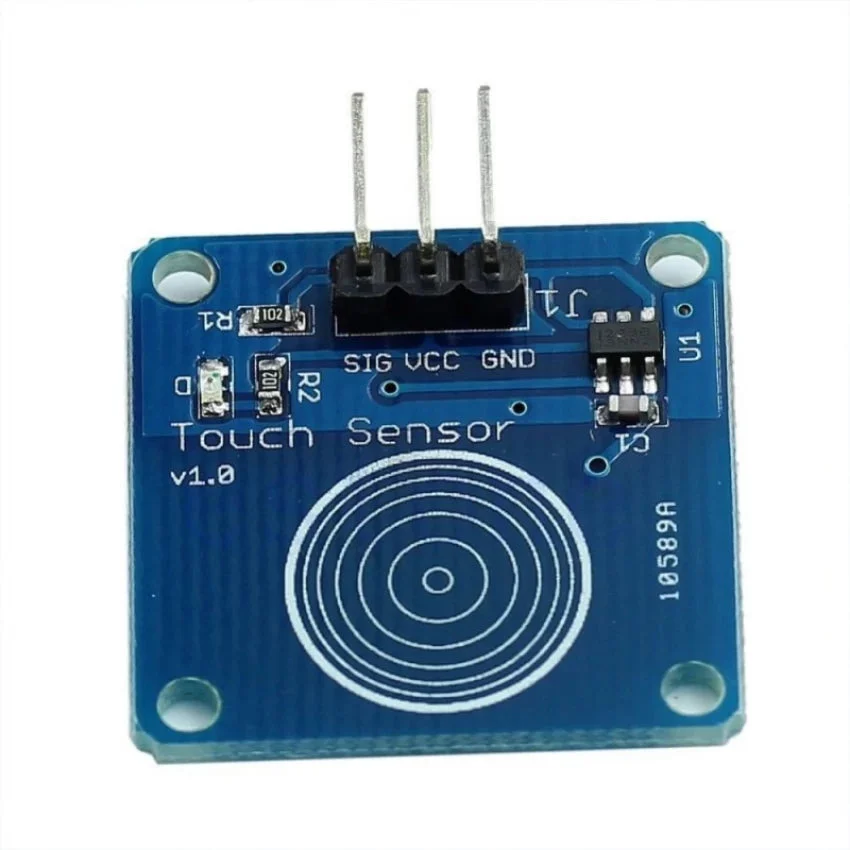 J1
R1
102
SIG VCC GND
U1
D
102
R2
C1
Touch Sensor
v1.0
10589A